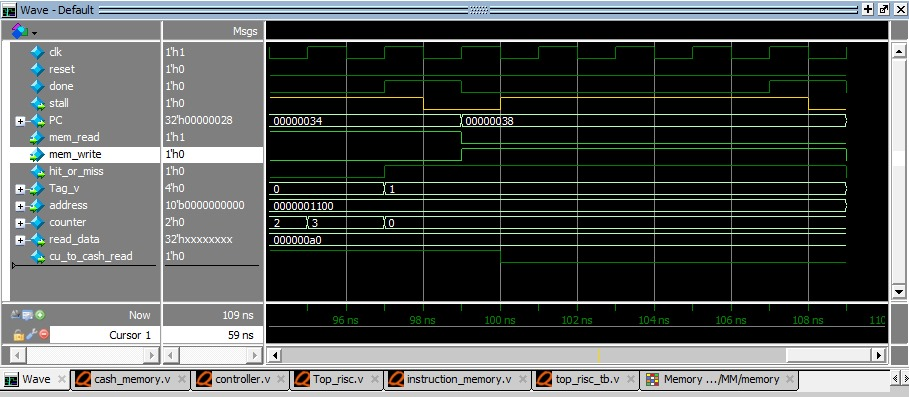 Wave - Default
Msgs
clk 1'h1
reset 1'h0
done 1'h0
stall 1'h0
PC 32'h00000028 00000034 00000038
mem_read 1'h1
mem_write 1'h0
hit_or_miss 1'h0
Tag_v 4'h0 0 1
address 10'b0000000000 0000001100
counter 2'h0 2 3 0
read_data 32'hxxxxxxxx 000000a0
cu_to_cash_read 1'h0
Now 109 ns 96 ns 98 ns 100 ns 102 ns 104 ns 106 ns 108 ns 110
Cursor 1 59 ns
Wave cash_memory.v controller.v Top_risc.v instruction_memory.v top_risc_tb.v Memory .../MM/memory